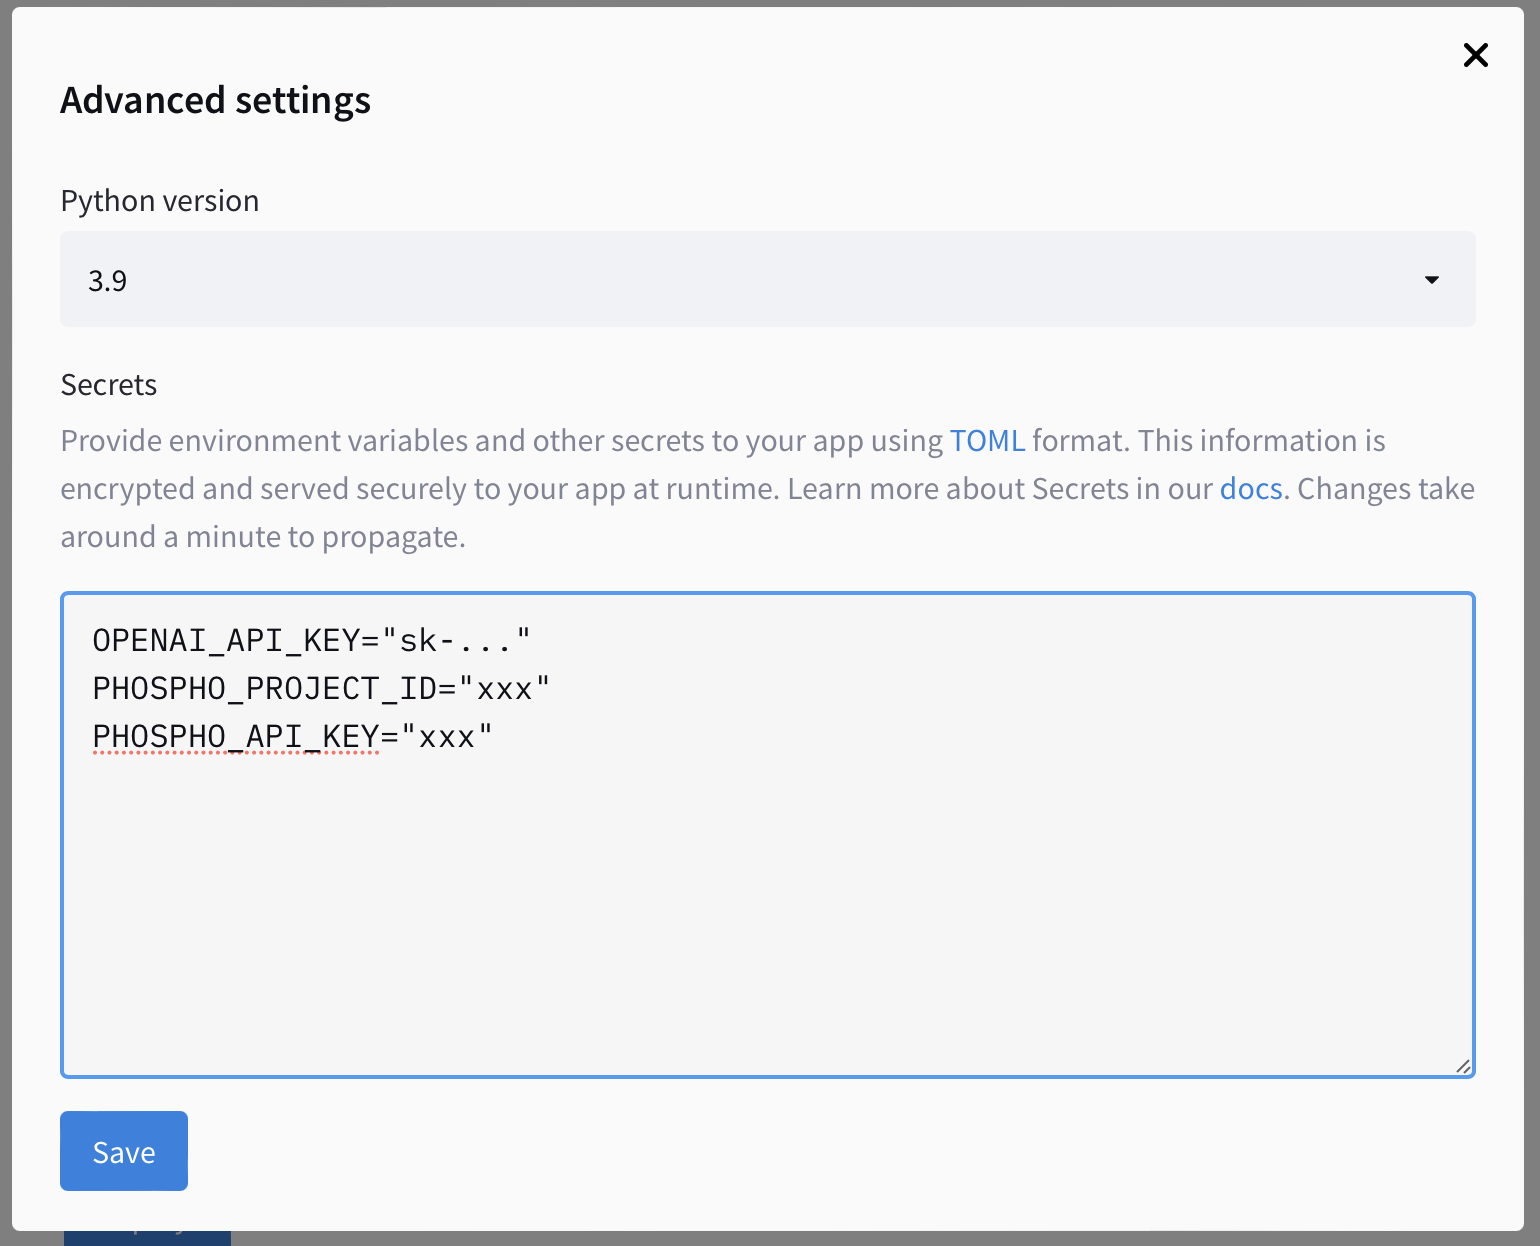 Advanced settings
Python version
3.9
Secrets
Provide environment variables and other secrets to your app using TOML format. This information is
encrypted and served securely to your app at runtime. Learn more about Secrets in our docs. Changes take
around a minute to propagate.
OPENAI_API_KEY="sk-..."
PHOSPHO_PROJECT_ID="xxx"
PHOSPHO_API_KEY="xxx"
Save